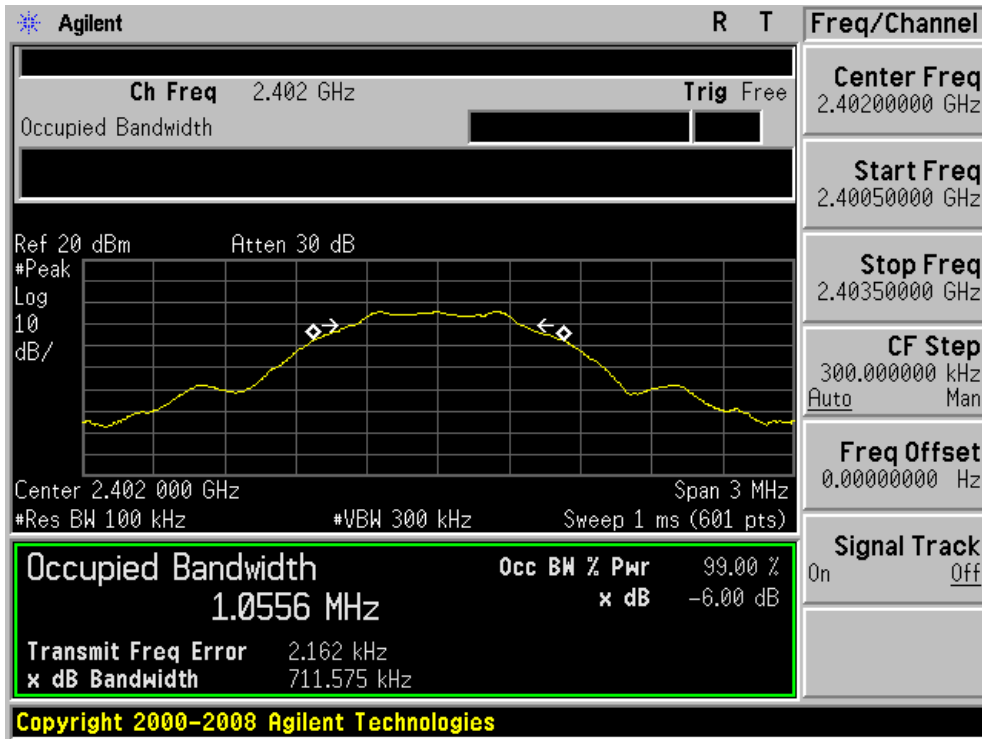 Agilent R T
Ch Freq 2.402 GHz Trig Free
Occupied Bandwidth
Ref 20 dBm Atten 30 dB
#Peak
Log
10
dB/
Center 2.402 000 GHz Span 3 MHz
#Res BW 100 kHz #VBW 300 kHz Sweep 1 ms (601 pts)
Occupied Bandwidth
1.0556 MHz
Occ BW % Pwr 99.00 %
x dB -6.00 dB
Transmit Freq Error 2.162 kHz
x dB Bandwidth 711.575 kHz
Copyright 2000-2008 Agilent Technologies
Freq/Channel
Center Freq
2.40200000 GHz
Start Freq
2.40050000 GHz
Stop Freq
2.40350000 GHz
CF Step
300.000000 kHz
Auto Man
Freq Offset
0.00000000 Hz
Signal Track
On Off